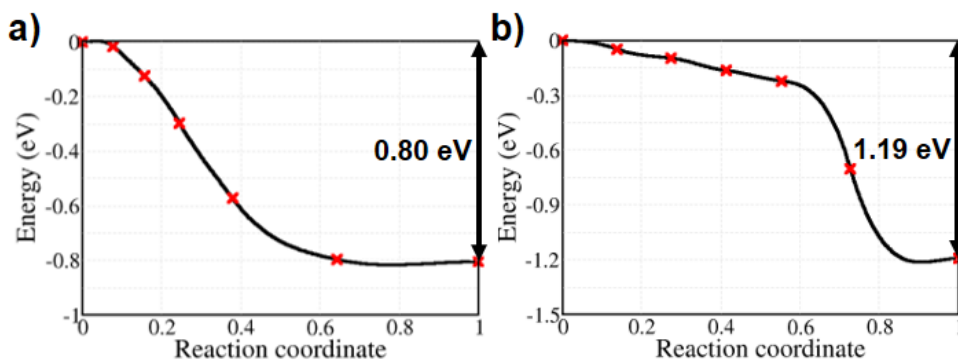 a)
0
-0.2
-0.4
-0.6
-0.8
-1
Energy (eV)
0.80 eV
0 0.2 0.4 0.6 0.8 1
Reaction coordinate
b)
0
-0.3
-0.6
-0.9
-1.2
-1.5
Energy (eV)
1.19 eV
0 0.2 0.4 0.6 0.8 1
Reaction coordinate